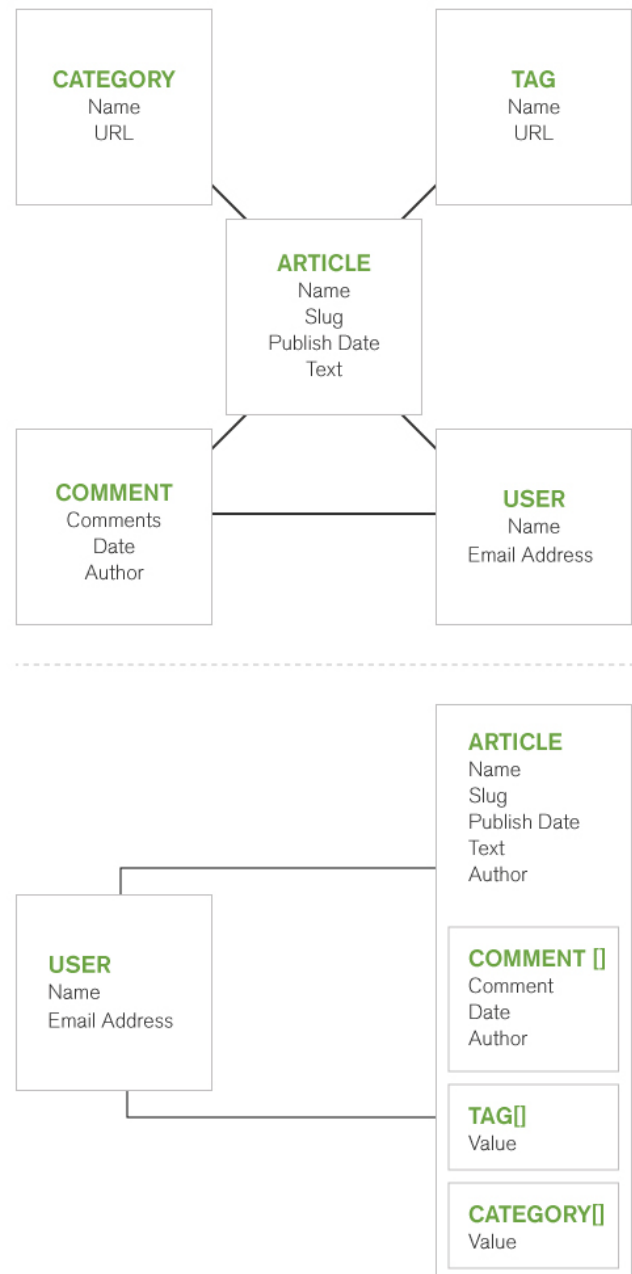 CATEGORY
Name
URL
TAG
Name
URL
ARTICLE
Name
Slug
Publish Date
Text
COMMENT
Comments
Date
Author
USER
Name
Email Address
ARTICLE
Name
Slug
Publish Date
Text
Author
USER
Name
Email Address
COMMENT []
Comment
Date
Author
TAG[]
Value
CATEGORY[]
Value